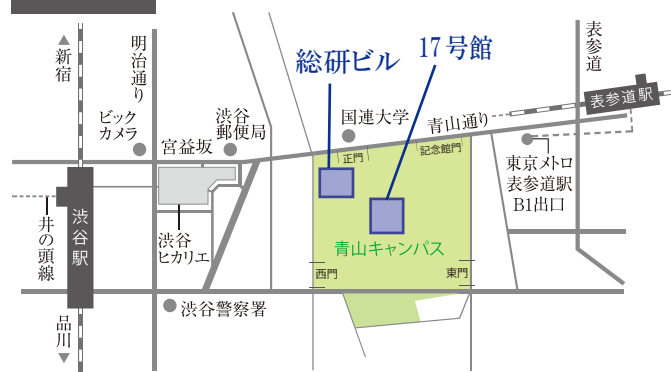 新宿
明治通り
ビック
カメラ
宮益坂
渋谷
郵便局
総研ビル
17号館
国連大学
青山通り
表参道
表参道駅
東京メトロ
表参道駅
B1出口
正門
記念館門
青山キャンパス
西門
東門
渋谷駅
井の頭線
渋谷
ヒカリエ
渋谷警察署
品川